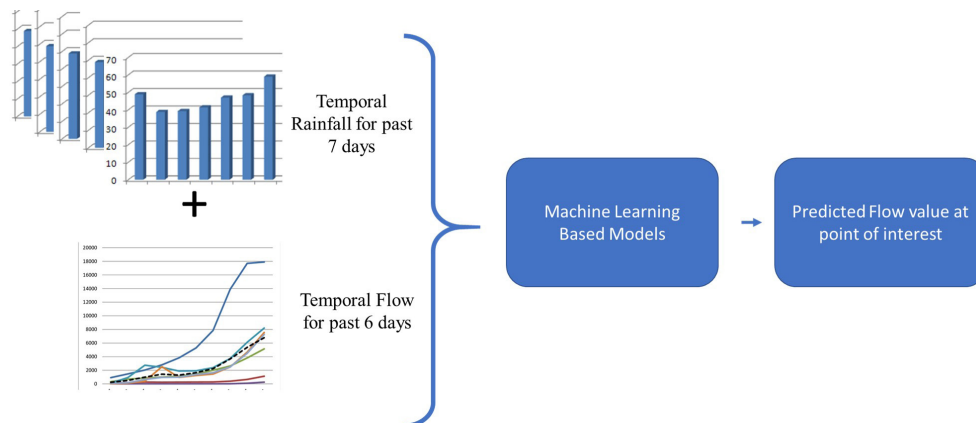 70
60
50
40
30
20
10
0
Temporal
Rainfall for past
7 days
+
20000
18000
16000
14000
12000
10000
8000
6000
4000
2000
0
Temporal Flow
for past 6 days
Machine Learning
Based Models
Predicted Flow value at
point of interest